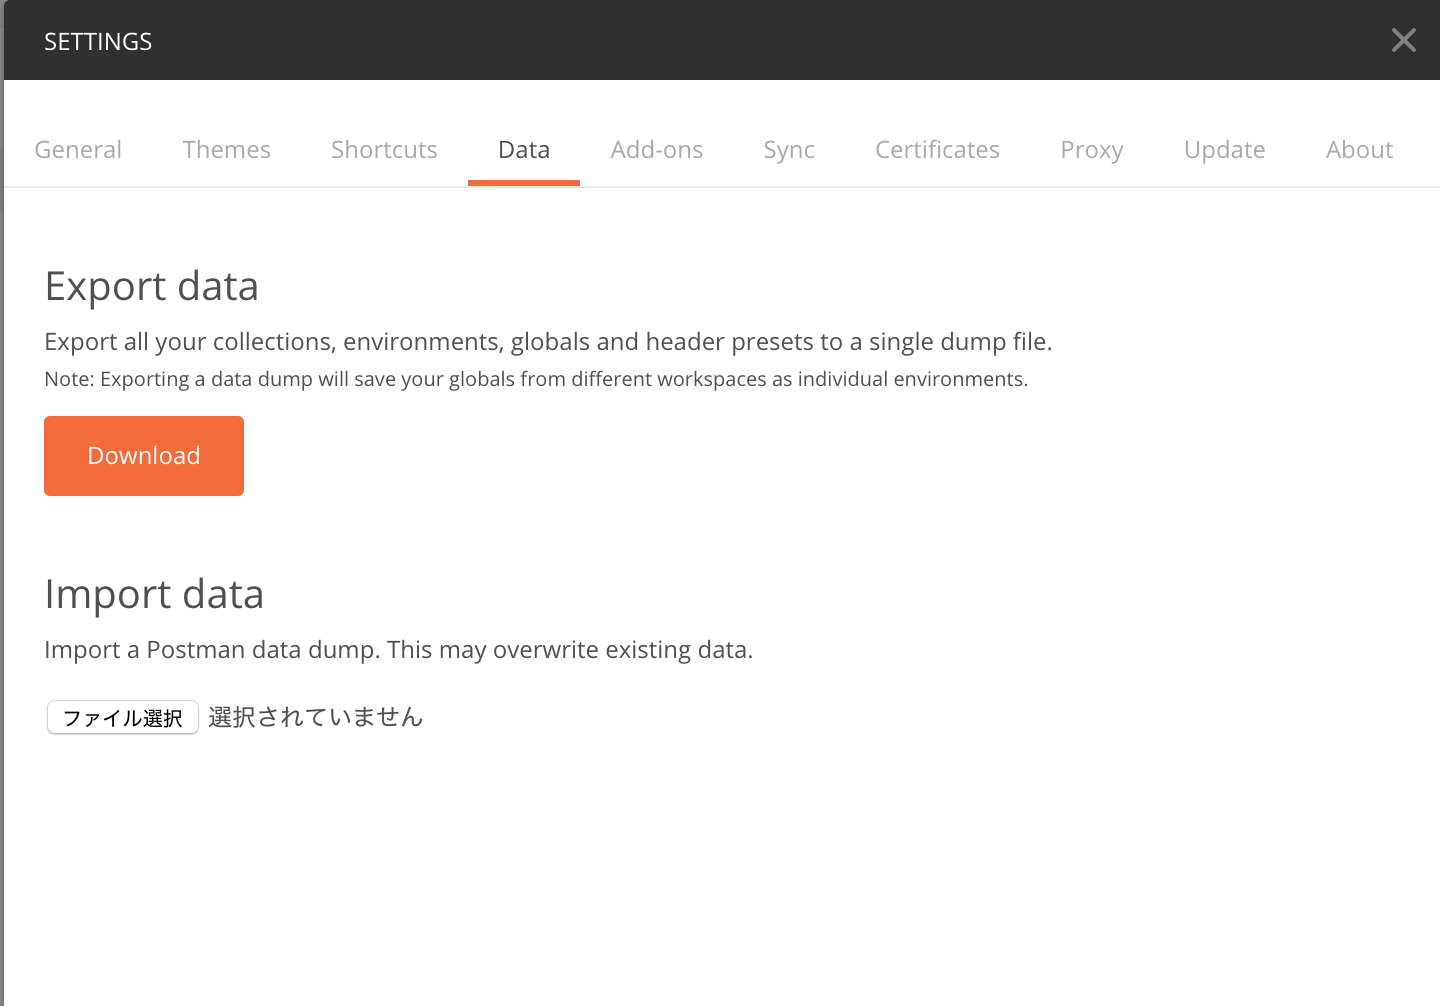 SETTINGS
General Themes Shortcuts Data Add-ons Sync Certificates Proxy Update About
Export data
Export all your collections, environments, globals and header presets to a single dump file.
Note: Exporting a data dump will save your globals from different workspaces as individual environments.
Download
Import data
Import a Postman data dump. This may overwrite existing data.
ファイル選択 選択されていません